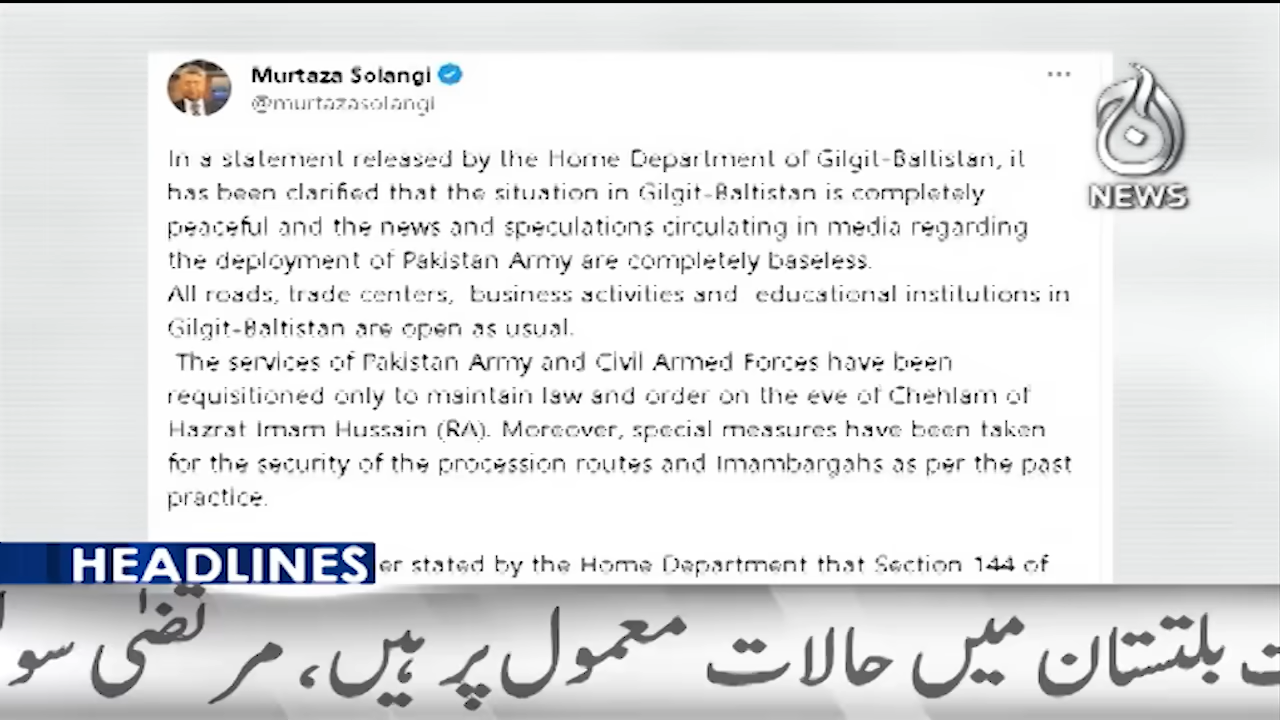 Murtaza Solangi
@murtazasolangi
In a statement released by the Home Department of Gilgit-Baltistan, it
has been clarified that the situation in Gilgit-Baltistan is completely
peaceful and the news and speculations circulating in media regarding
the deployment of Pakistan Army are completely baseless.
All roads, trade centers, business activities and educational institutions in
Gilgit-Baltistan are open as usual.
The services of Pakistan Army and Civil Armed Forces have been
requisitioned only to maintain law and order on the eve of Chehlam of
Hazrat Imam Hussain (RA). Moreover, special measures have been taken
for the security of the procession routes and Imambargahs as per the past
practice.
er stated by the Home Department that Section 144 of
NEWS
HEADLINES
بلتستان میں حالات معمول پر ہیں، مرتضیٰ سو